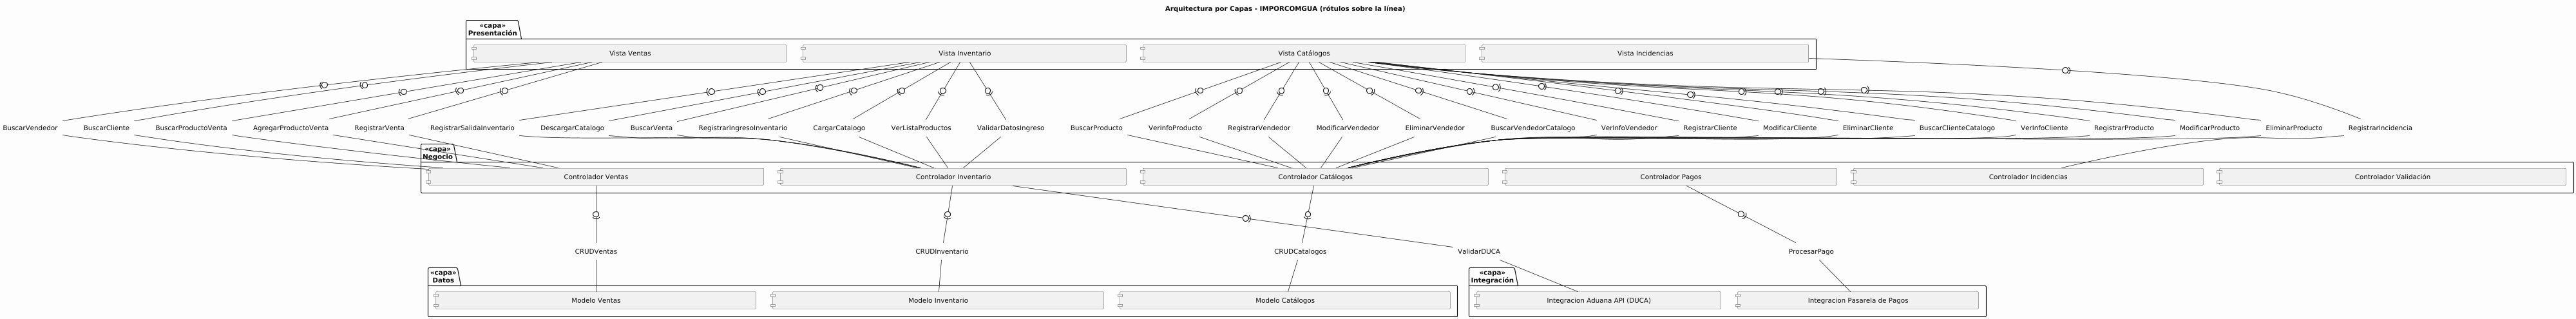 Arquitectura por Capas - IMPORCOMGUA (rótulos sobre la línea)
«capa»
Presentación
Vista Ventas
Vista Inventario
Vista Catálogos
Vista Incidencias
BuscarVendedor
BuscarCliente
BuscarProductoVenta
AgregarProductoVenta
RegistrarVenta
RegistrarSalidaInventario
DescargarCatalogo
BuscarVenta
RegistrarIngresoInventario
CargarCatalogo
VerListaProductos
ValidarDatosIngreso
BuscarProducto
VerInfoProducto
RegistrarVendedor
ModificarVendedor
EliminarVendedor
BuscarVendedorCatalogo
VerInfoVendedor
RegistrarCliente
ModificarCliente
EliminarCliente
BuscarClienteCatalogo
VerInfoCliente
RegistrarProducto
ModificarProducto
EliminarProducto
RegistrarIncidencia
«capa»
Negocio
Controlador Ventas
Controlador Inventario
Controlador Catálogos
Controlador Pagos
Controlador Incidencias
Controlador Validación
CRUDVentas
CRUDInventario
CRUDCatalogos
ValidarDUCA
ProcesarPago
«capa»
Datos
Modelo Ventas
Modelo Inventario
Modelo Catálogos
«capa»
Integración
Integracion Aduana API (DUCA)
Integracion Pasarela de Pagos